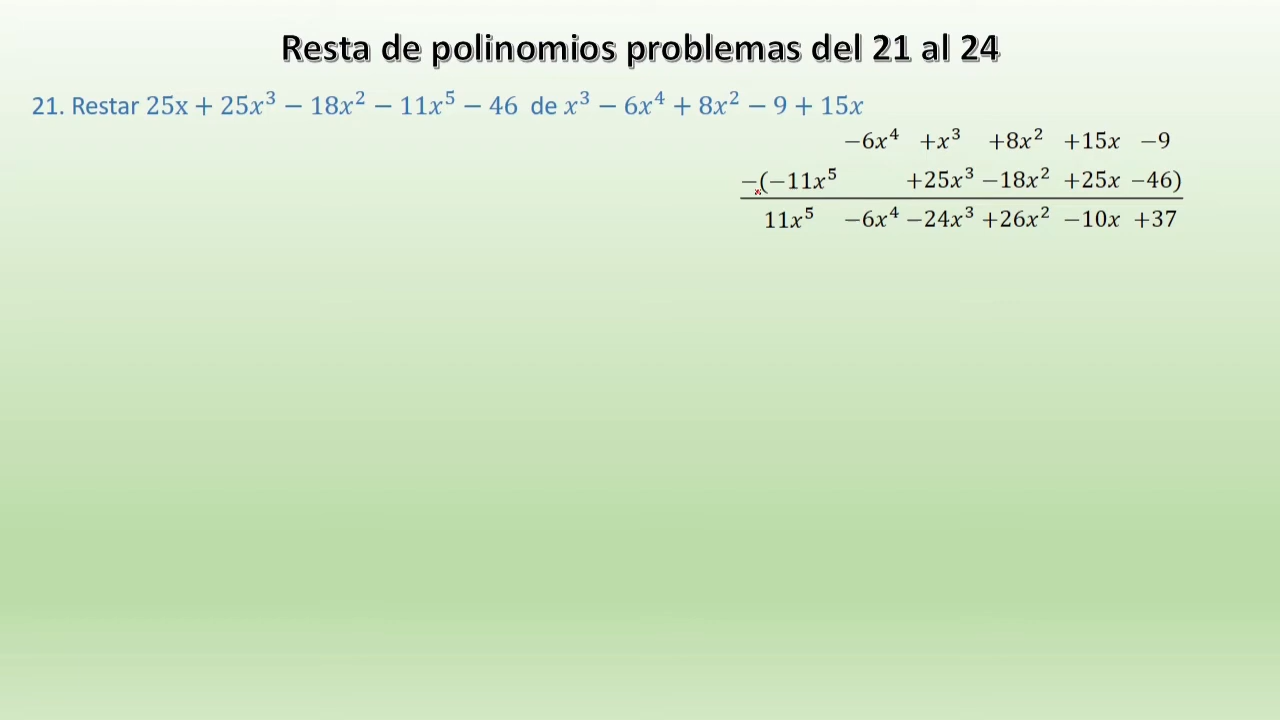 Resta de polinomios problemas del 21 al 24
21. Restar 25x + 25x³ − 18x² − 11x⁵ − 46 de x³ − 6x⁴ + 8x² − 9 + 15x
−6x⁴ +x³ +8x² +15x −9
−(−11x⁵ +25x³ −18x² +25x −46)
11x⁵ −6x⁴ −24x³ +26x² −10x +37